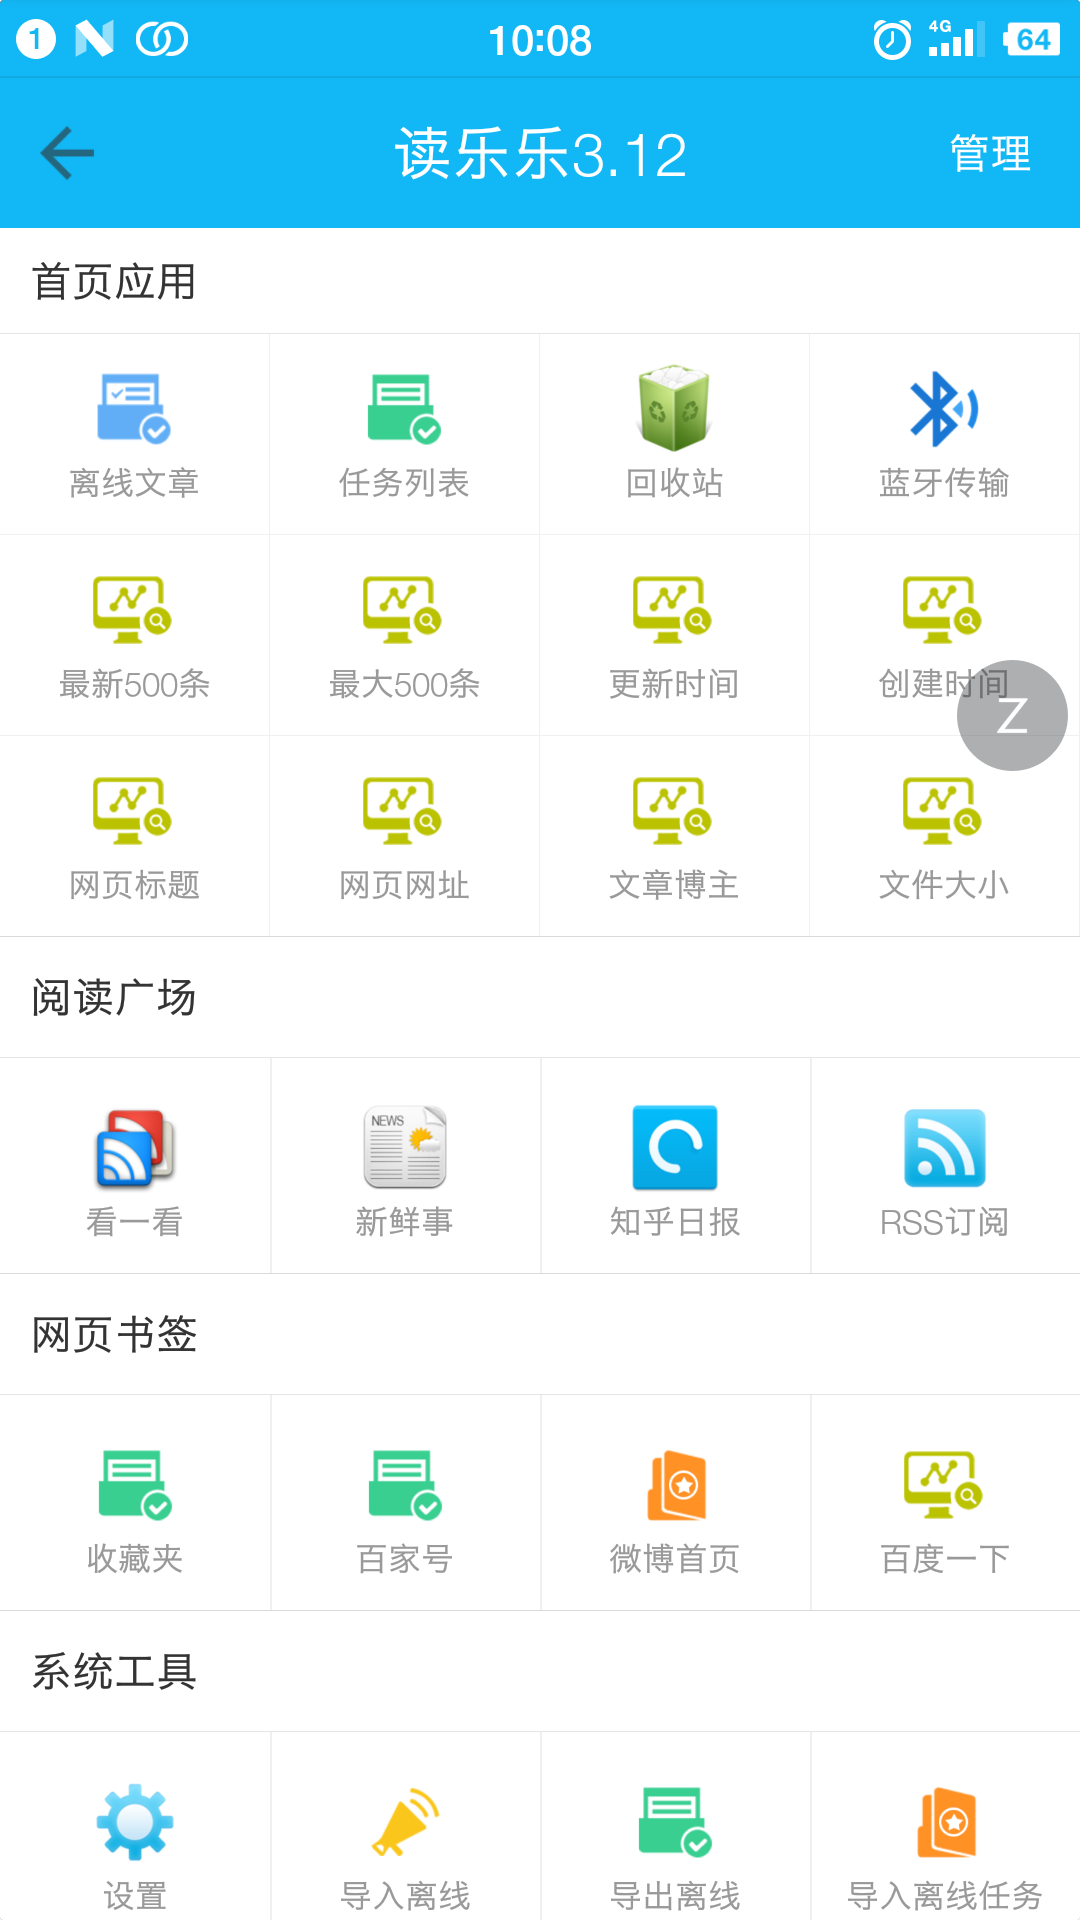 1 10:08 4G 64
读乐乐3.12 管理
首页应用
离线文章 任务列表 回收站 蓝牙传输
最新500条 最大500条 更新时间 创建时间
Z
网页标题 网页网址 文章博主 文件大小
阅读广场
NEWS
看一看 新鲜事 知乎日报 RSS订阅
网页书签
收藏夹 百家号 微博首页 百度一下
系统工具
设置 导入离线 导出离线 导入离线任务